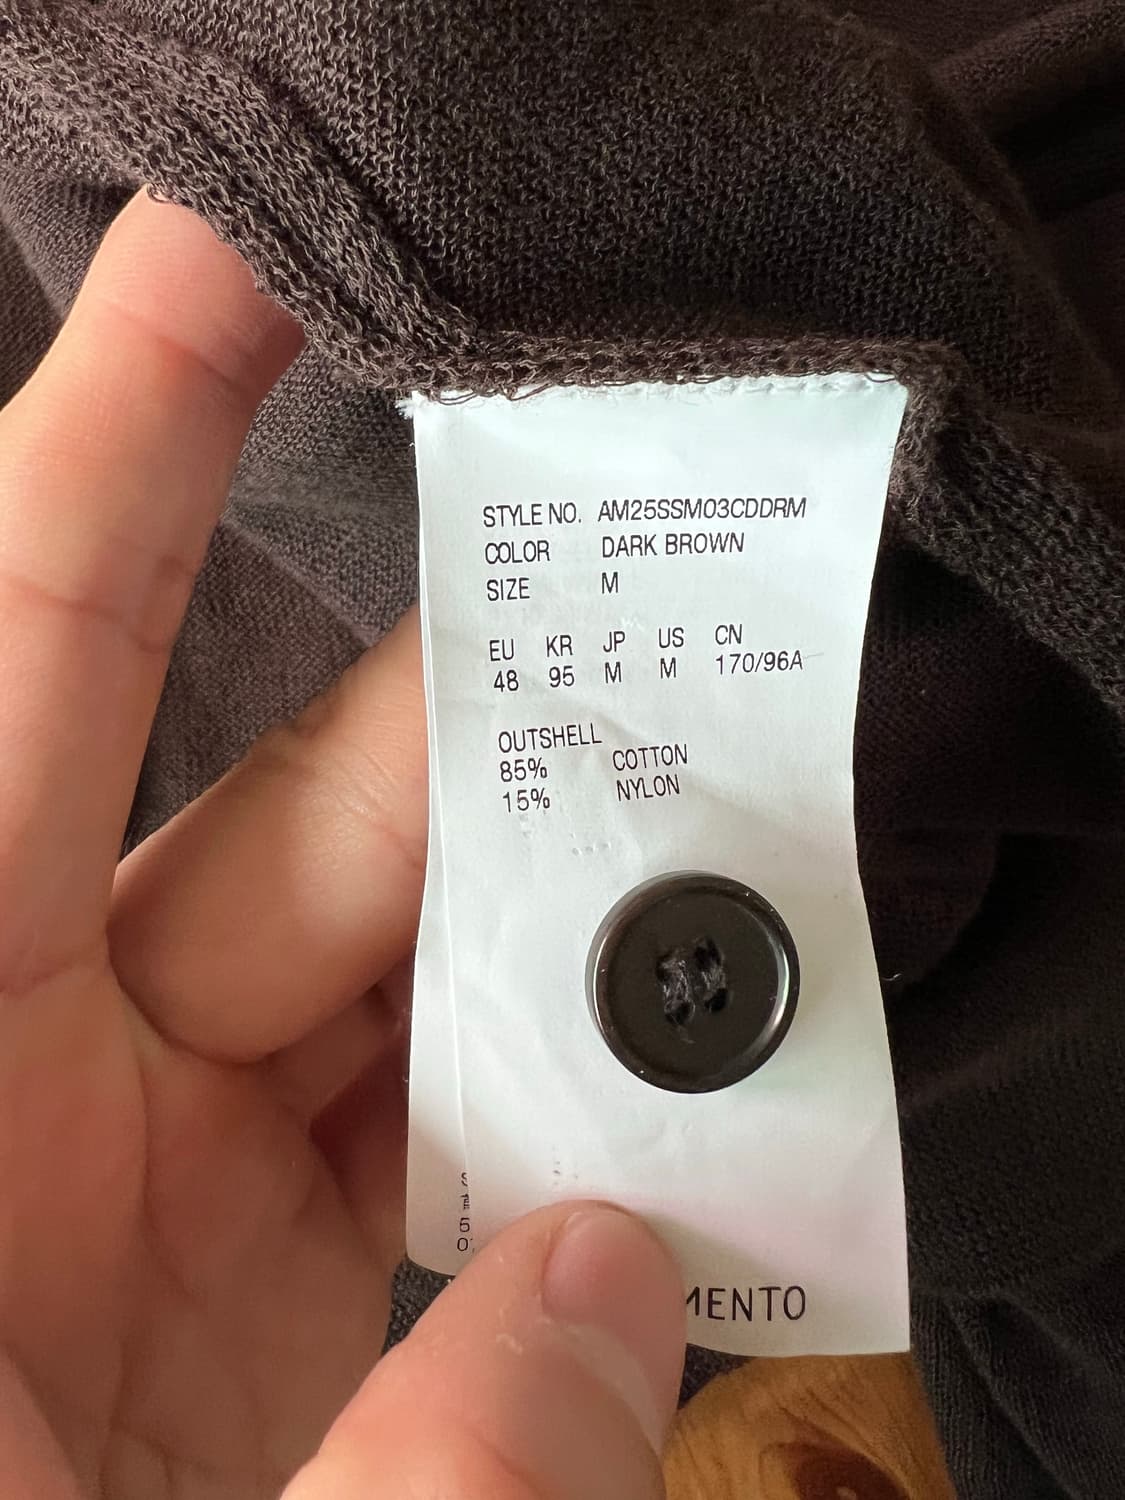 STYLE NO. AM25SSM03CDDRM
COLOR DARK BROWN
SIZE M
EU KR JP US CN
48 95 M M 170/96A
OUTSHELL
85% COTTON
15% NYLON
MENTO